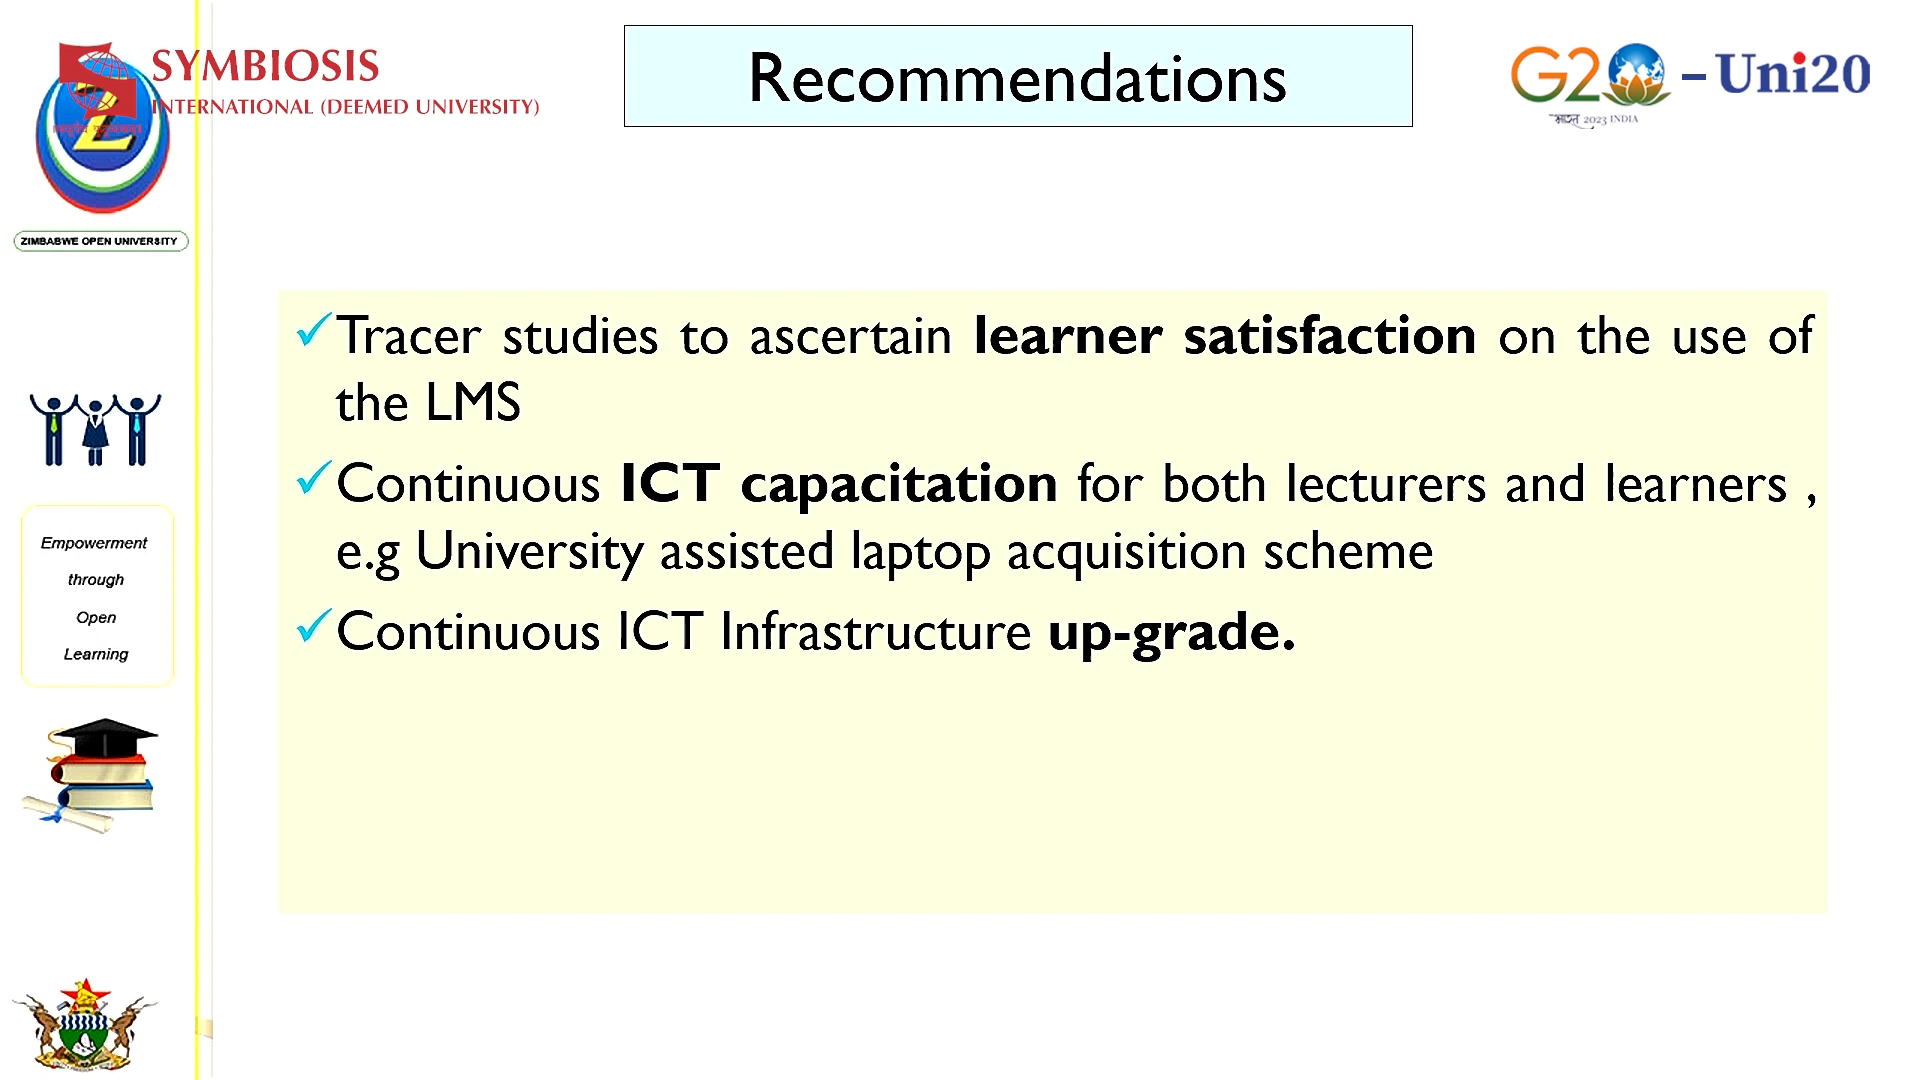 SYMBIOSIS
INTERNATIONAL (DEEMED UNIVERSITY)
Z
ZIMBABWE OPEN UNIVERSITY
Recommendations
G20 - Uni20
भारत 2023 INDIA
✓Tracer studies to ascertain learner satisfaction on the use of
the LMS
✓Continuous ICT capacitation for both lecturers and learners ,
e.g University assisted laptop acquisition scheme
✓Continuous ICT Infrastructure up-grade.
Empowerment
through
Open
Learning